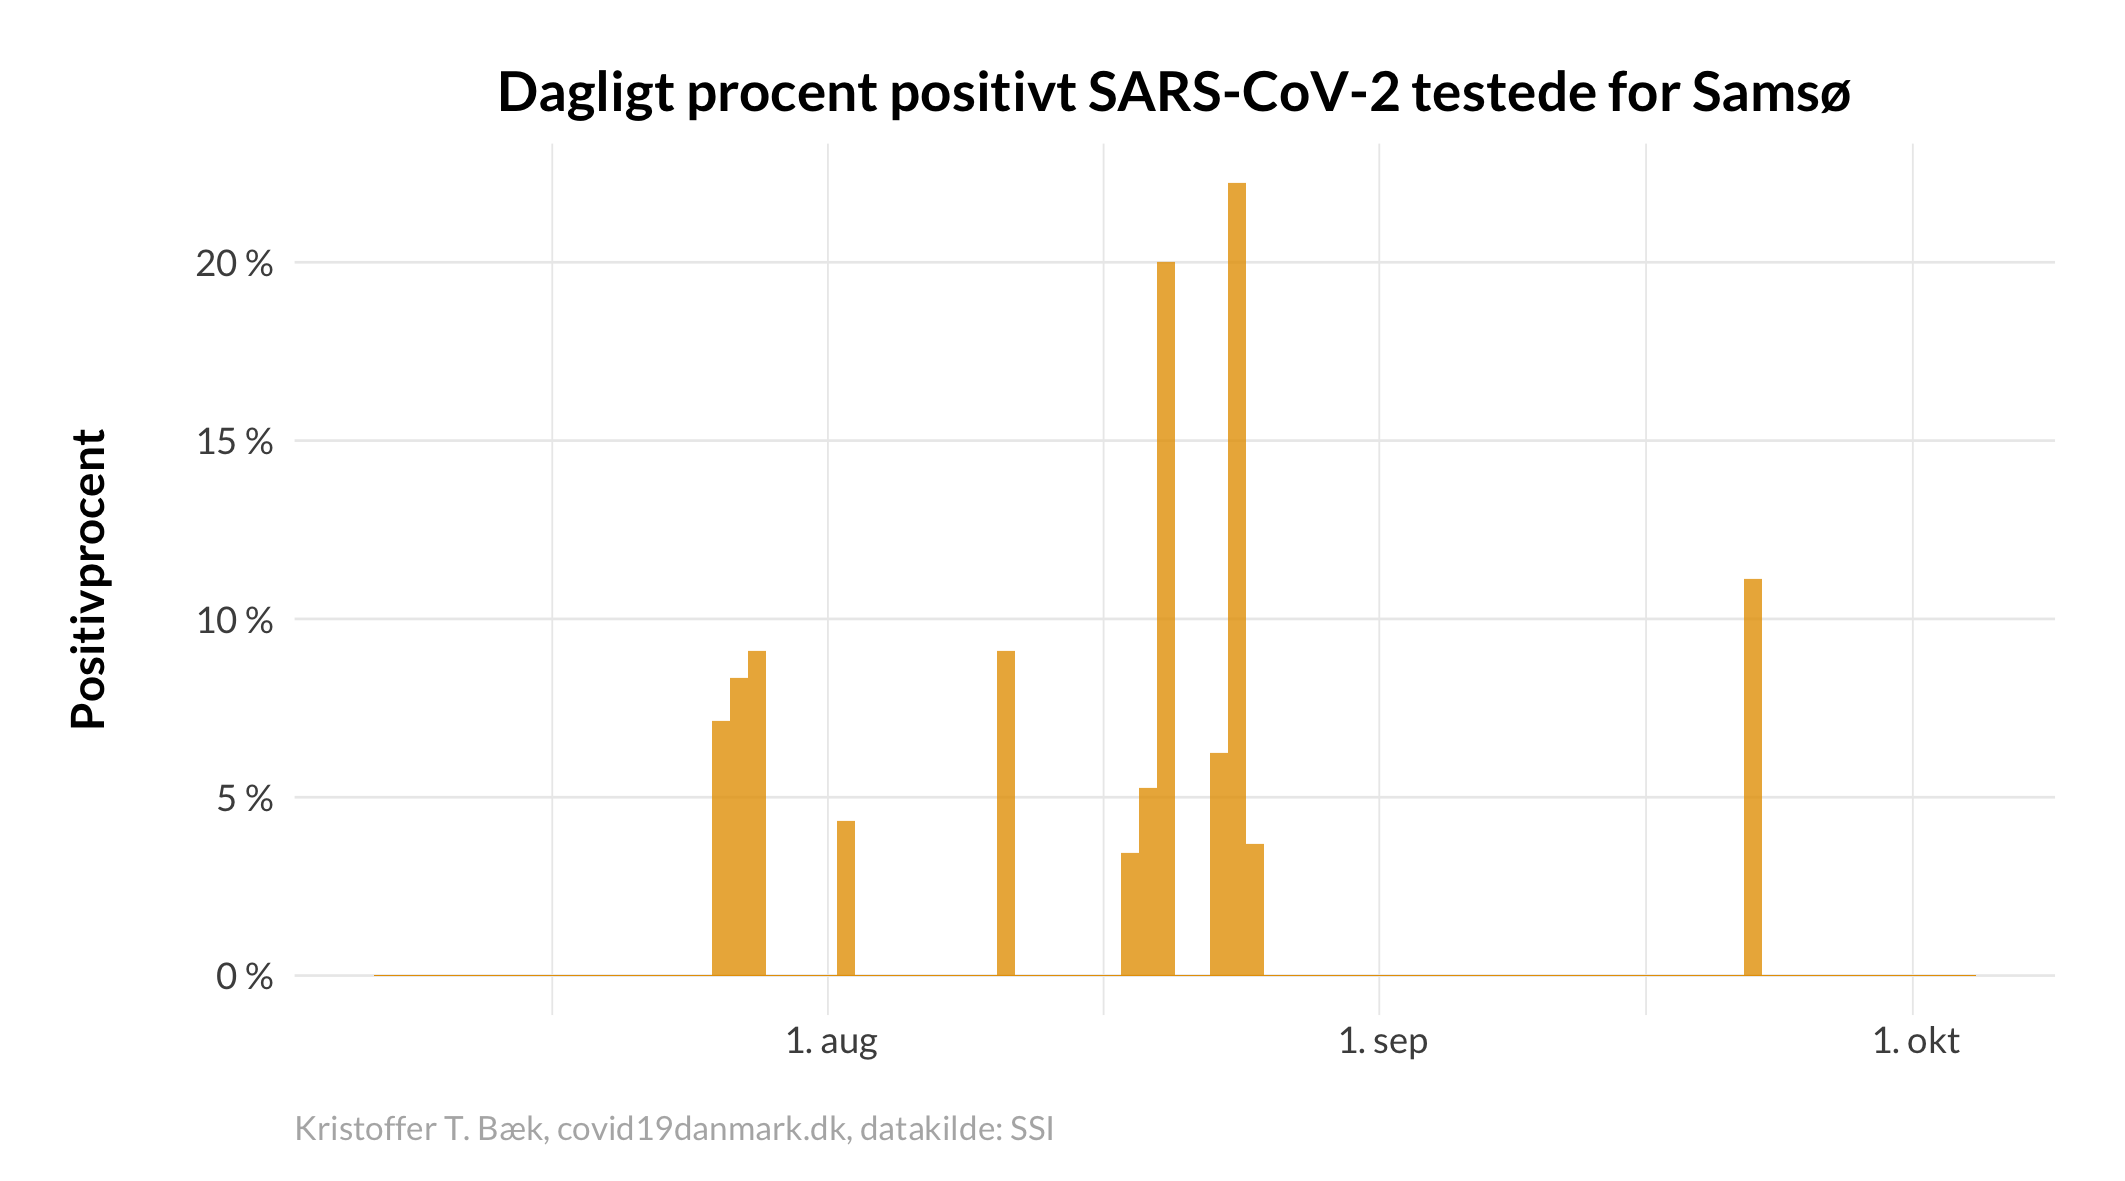 Dagligt procent positivt SARS-CoV-2 testede for Samsø
Positivprocent
20 %
15 %
10 %
5 %
0 %
1. aug
1. sep
1. okt
Kristoffer T. Bæk, covid19danmark.dk, datakilde: SSI